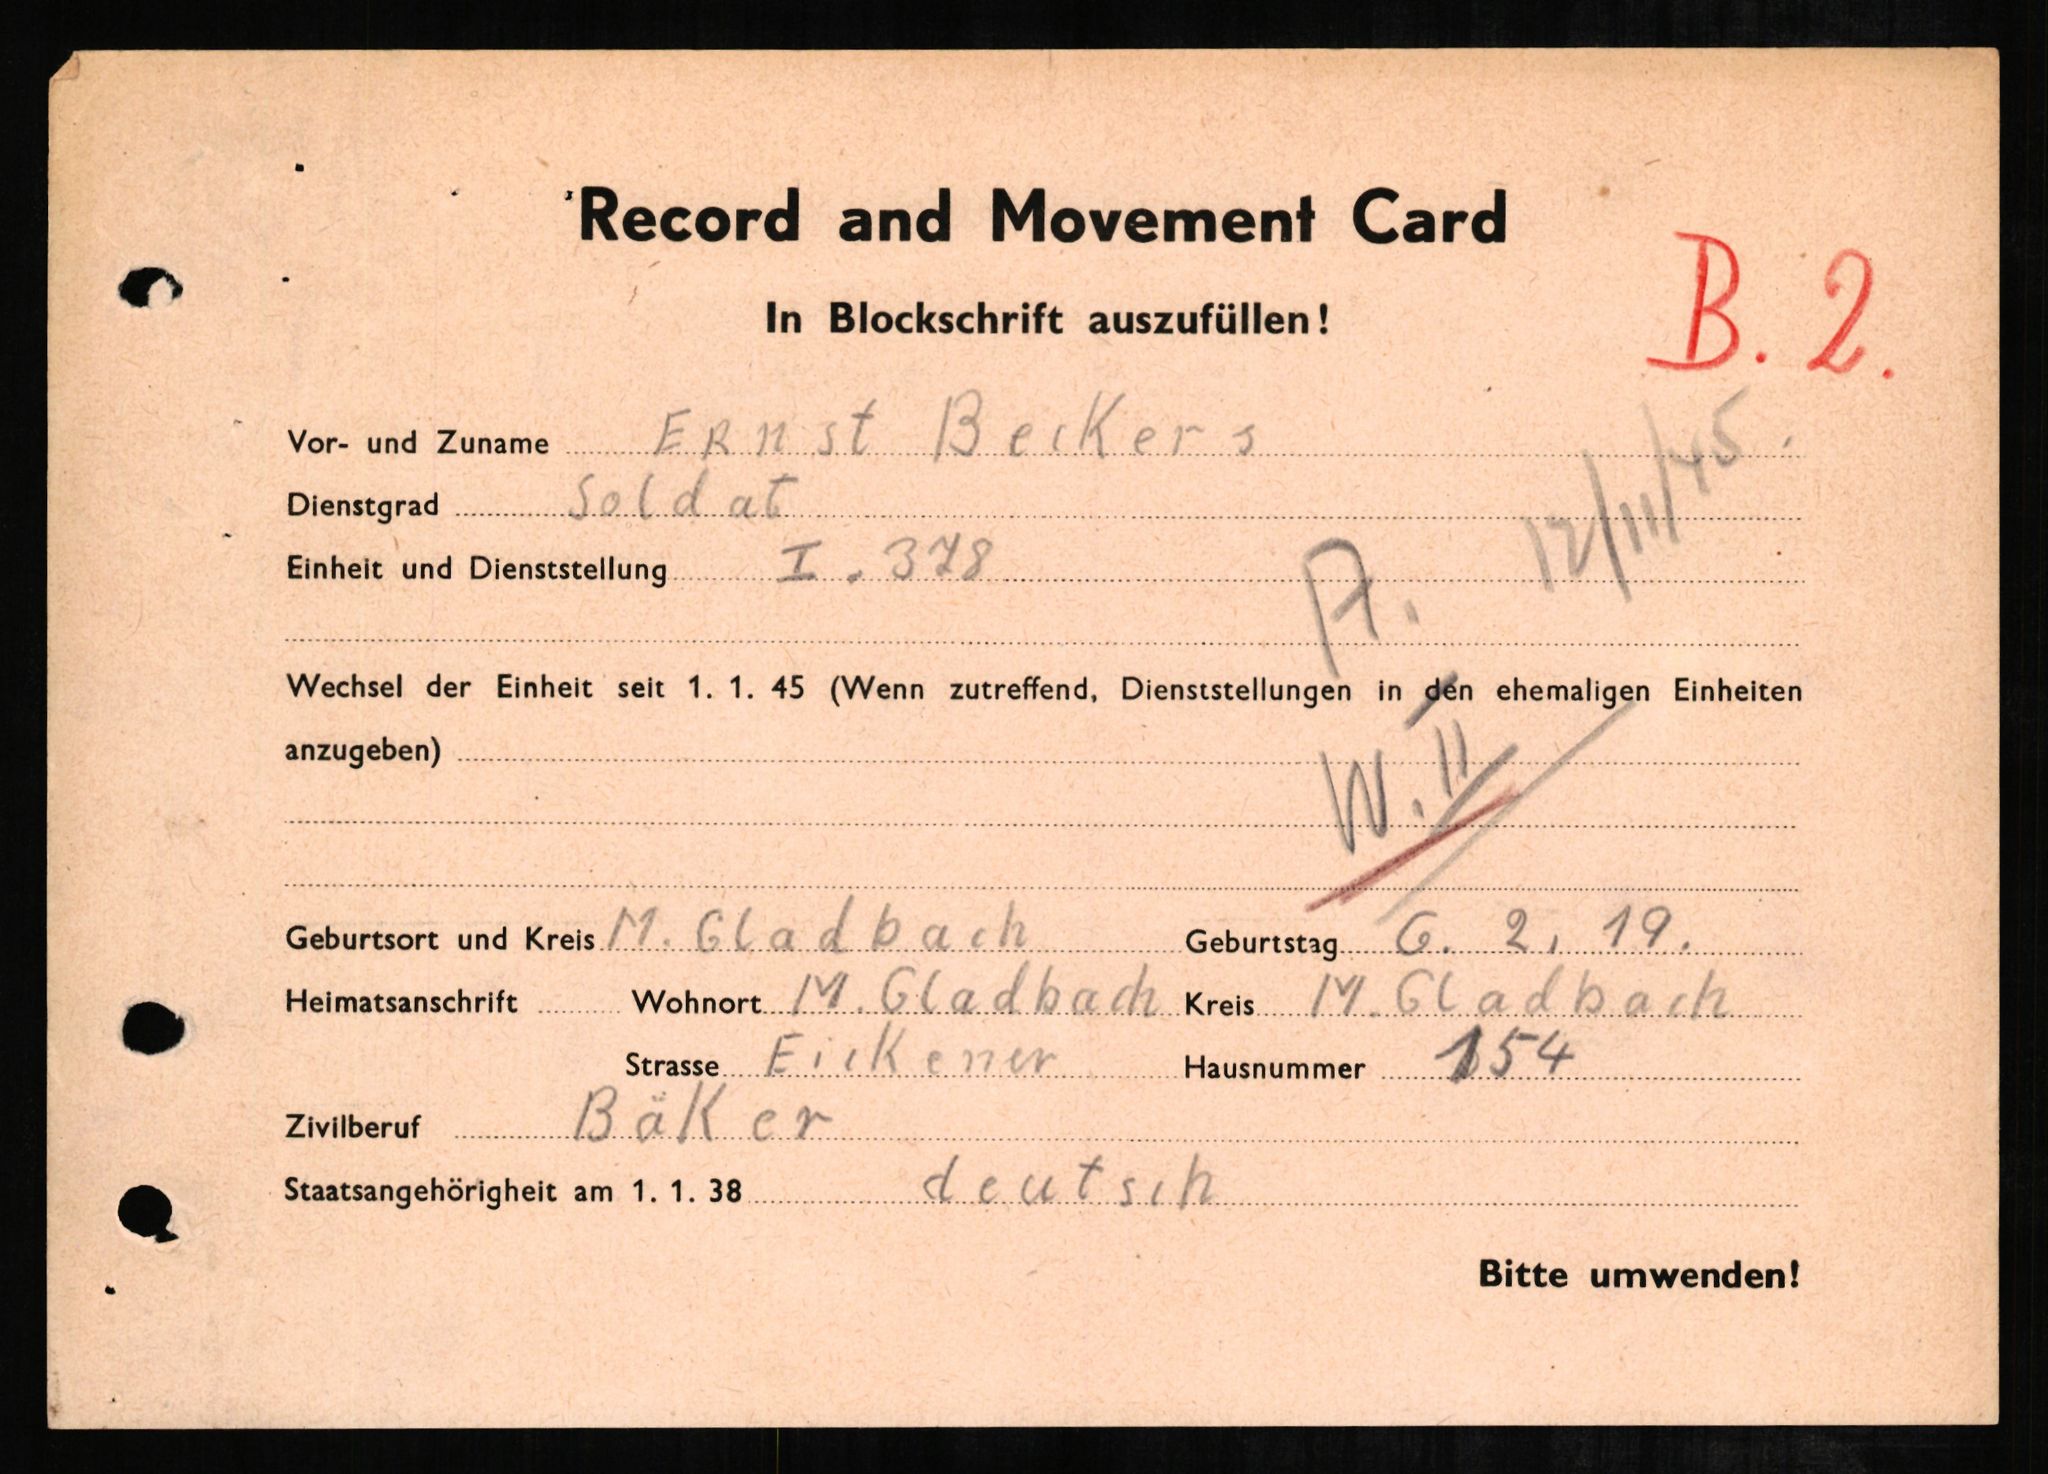 Record and Movement Card
B. 2.
In Blockschrift auszufüllen!
Vor- und Zuname ERnst Beckers
Dienstgrad Soldat
12/11/45.
Einheit und Dienststellung I. 378
A.
Wechsel der Einheit seit 1. 1. 45 (Wenn zutreffend, Dienststellungen in den ehemaligen Einheiten
anzugeben)
W. II
Geburtsort und Kreis M. Gladbach Geburtstag 6. 2. 19.
Heimatsanschrift Wohnort M. Gladbach Kreis M. Gladbach
Strasse Eickener Hausnummer 154
Zivilberuf BäKer
Staatsangehörigheit am 1. 1. 38 deutsch
Bitte umwenden!